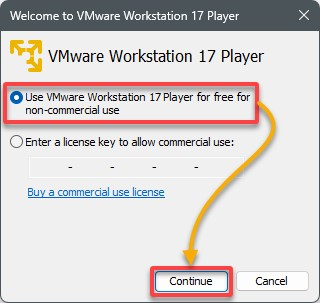 Welcome to VMware Workstation 17 Player
VMware Workstation 17 Player
Use VMware Workstation 17 Player for free for
non-commercial use
Enter a license key to allow commercial use:
- - - -
Buy a commercial use license
Continue Cancel